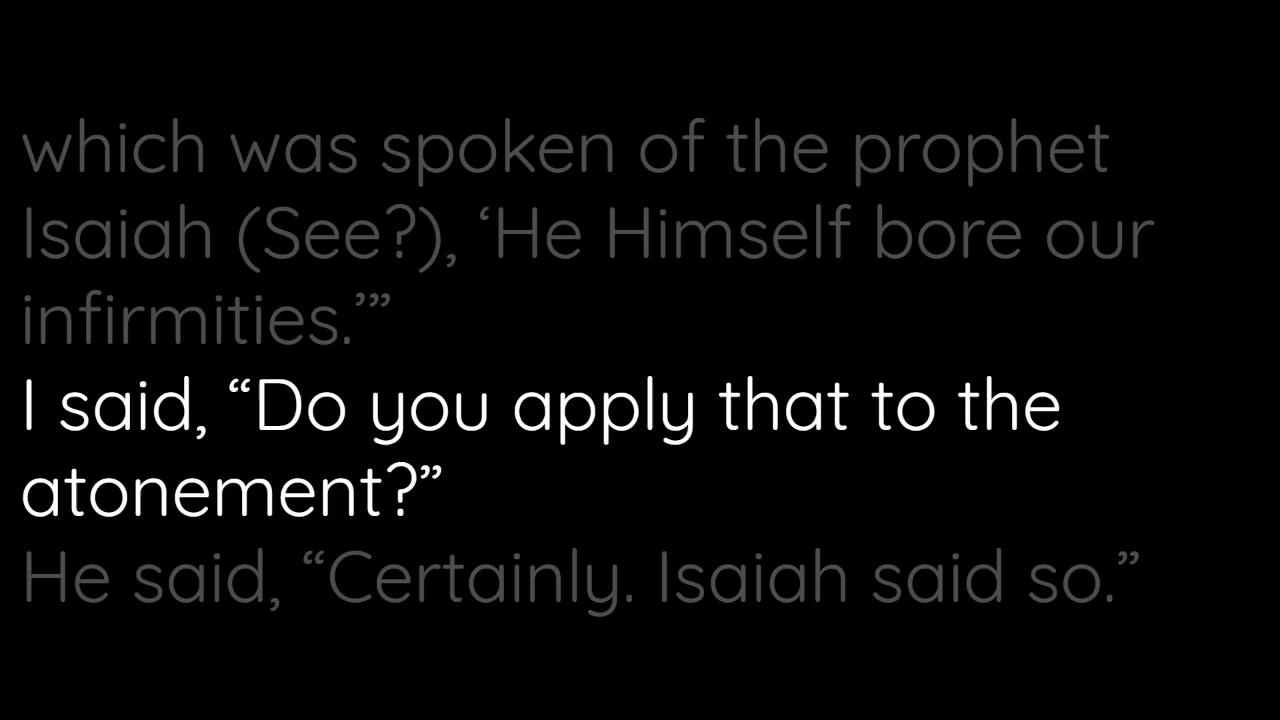 which was spoken of the prophet
Isaiah (See?), ‘He Himself bore our
infirmities.’”
I said, “Do you apply that to the
atonement?”
He said, “Certainly. Isaiah said so.”